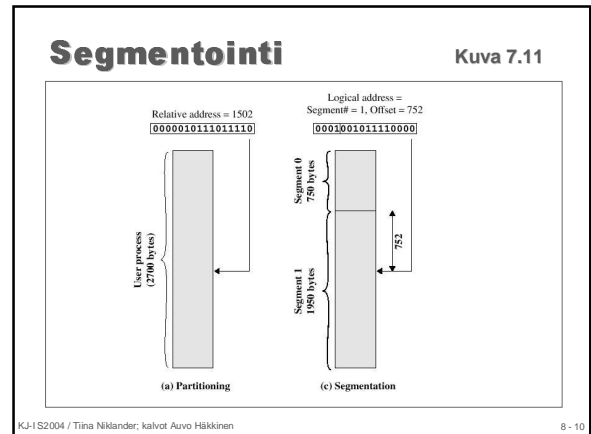 Segmentointi
Kuva 7.11
Relative address = 1502
0000010111011110
User process
(2700 bytes)
(a) Partitioning
Logical address =
Segment# = 1, Offset = 752
0001001011110000
Segment 0
750 bytes
Segment 1
1950 bytes
752
(c) Segmentation
KJ-I S2004 / Tiina Niklander; kalvot Auvo Häkkinen
8 - 10